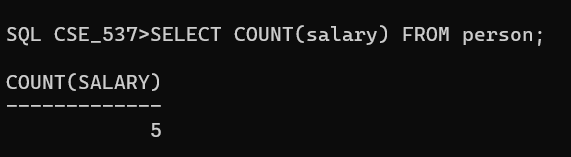 SQL CSE_537>SELECT COUNT(salary) FROM person;
COUNT(SALARY)
-------------
5